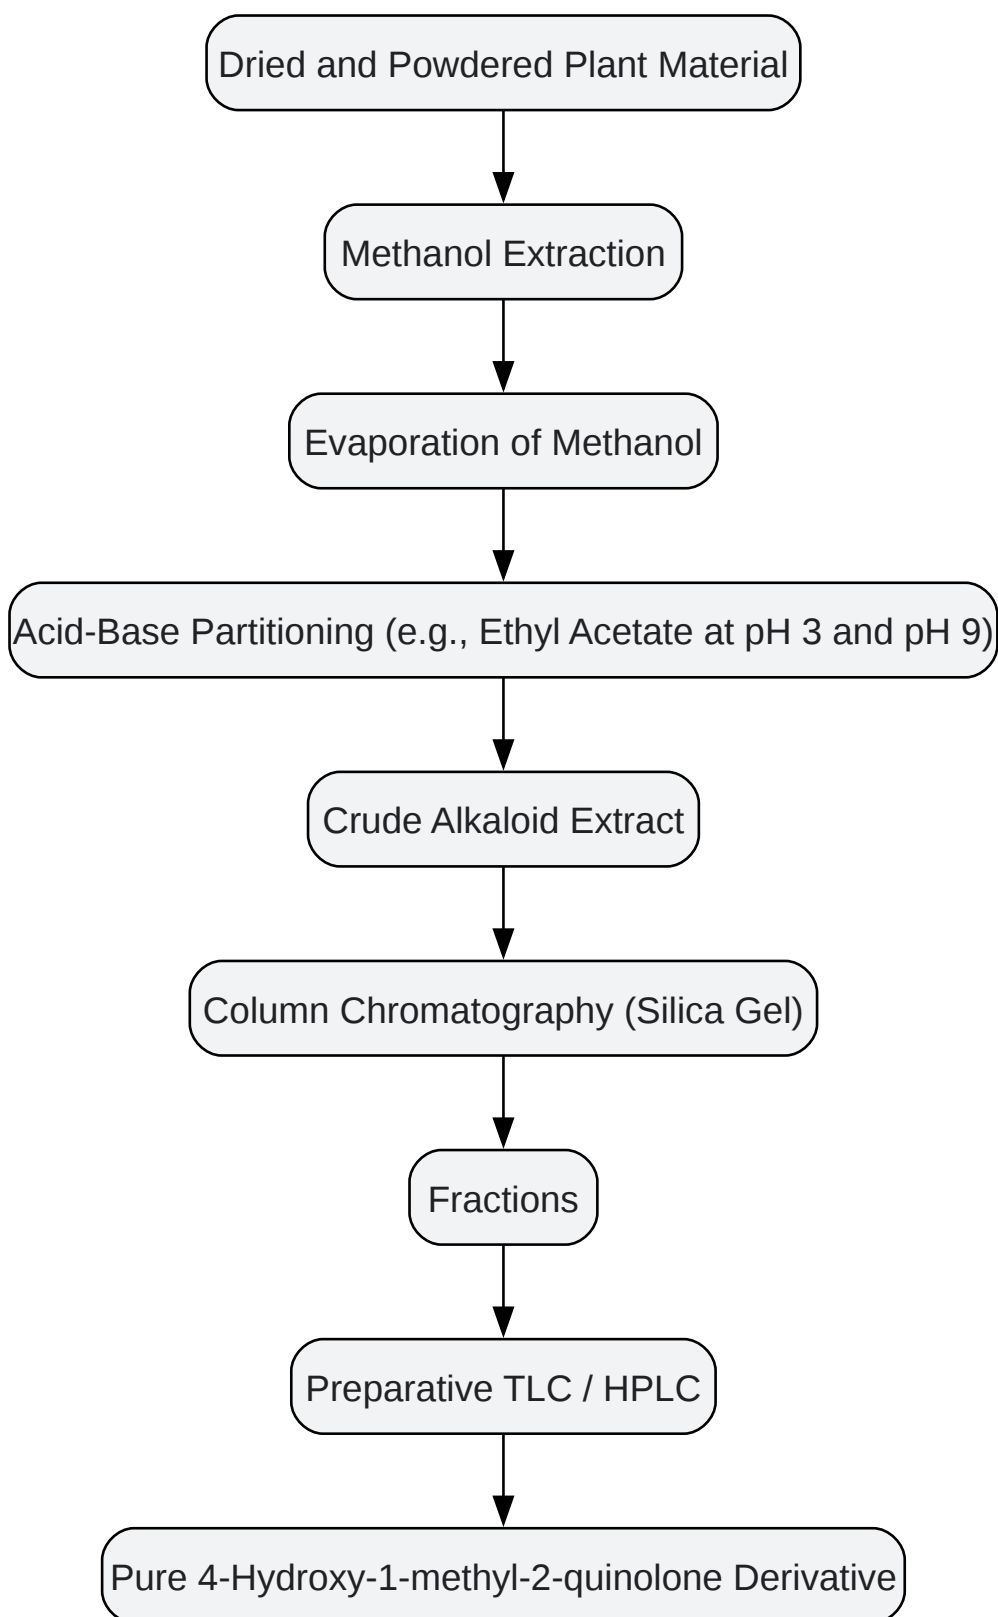 Dried and Powdered Plant Material
Methanol Extraction
Evaporation of Methanol
Acid-Base Partitioning (e.g., Ethyl Acetate at pH 3 and pH 9)
Crude Alkaloid Extract
Column Chromatography (Silica Gel)
Fractions
Preparative TLC / HPLC
Pure 4-Hydroxy-1-methyl-2-quinolone Derivative